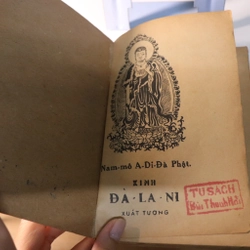 Nam-mô A-Di-Đà Phật.
KINH
ĐÀ-LA-NI
XUẤT TƯỢNG
TỦ SÁCH